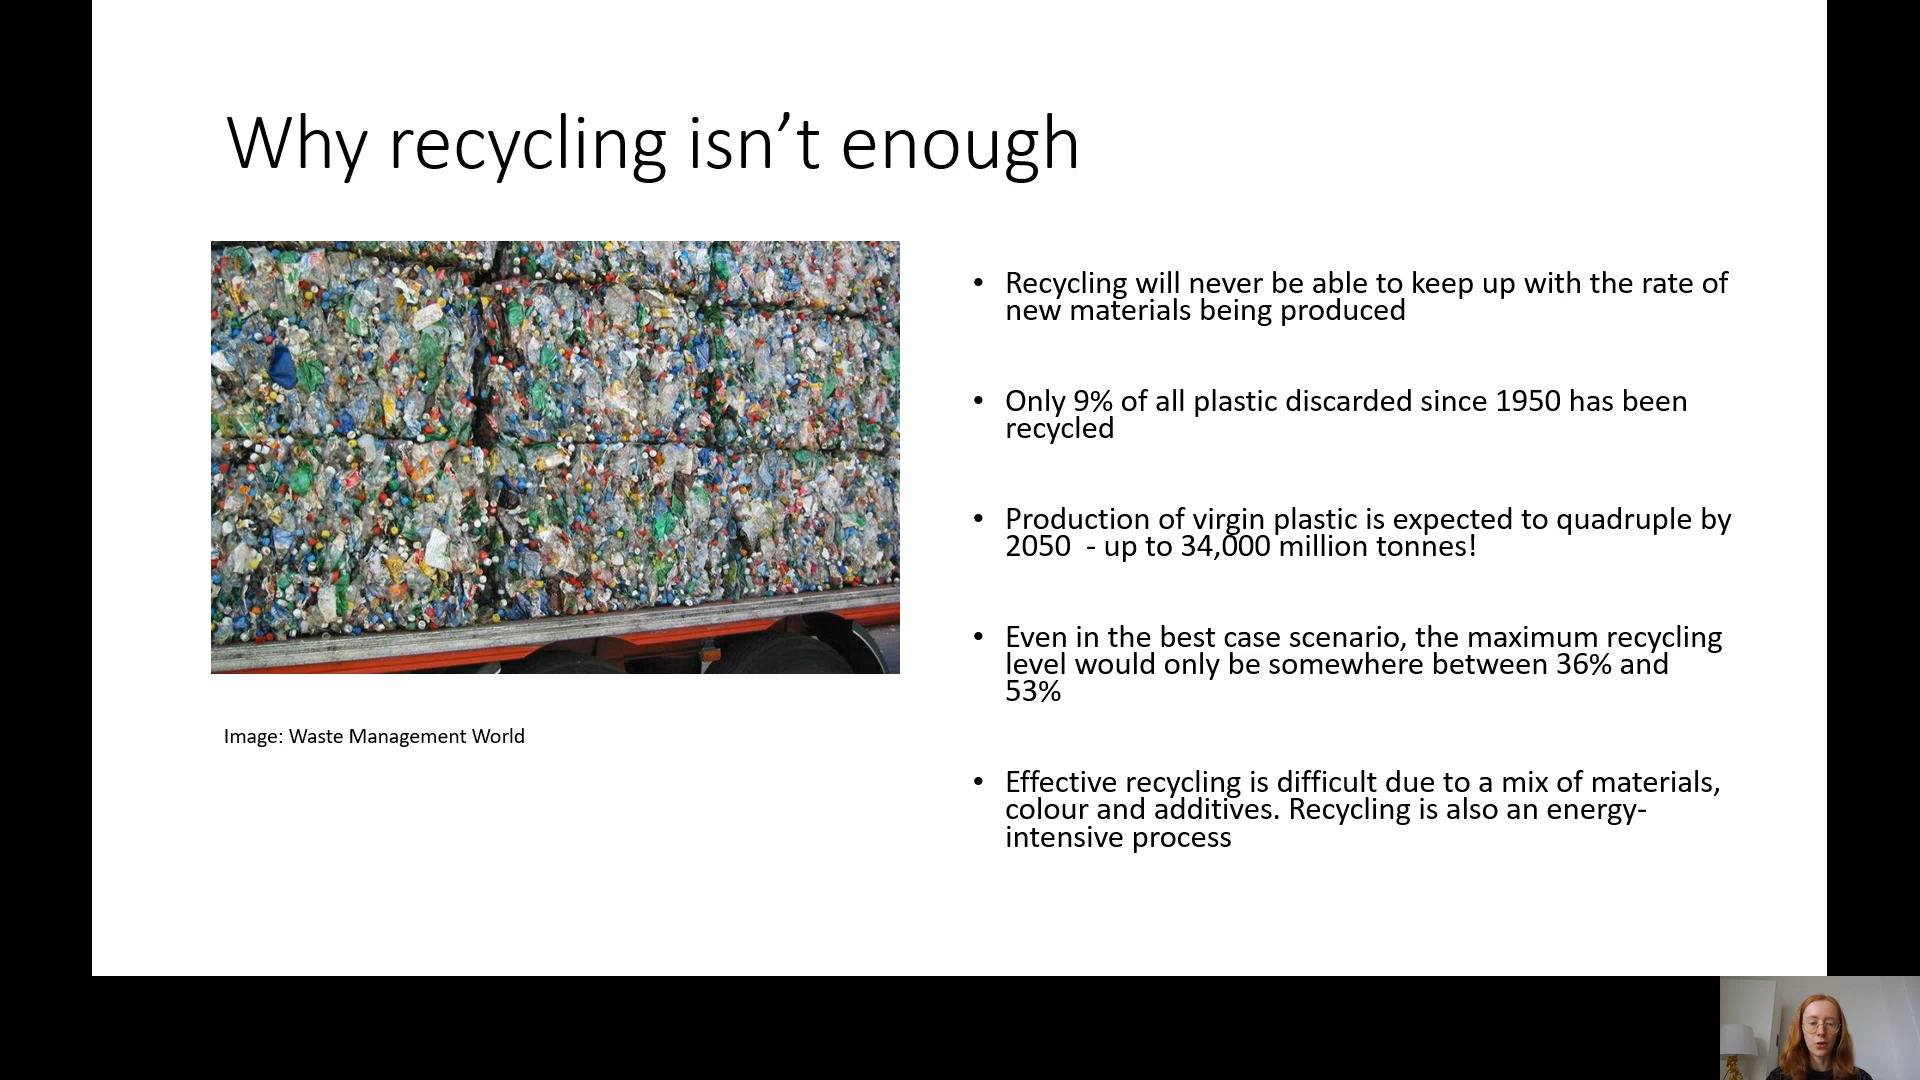 Why recycling isn’t enough
• Recycling will never be able to keep up with the rate of
new materials being produced
• Only 9% of all plastic discarded since 1950 has been
recycled
• Production of virgin plastic is expected to quadruple by
2050  - up to 34,000 million tonnes!
• Even in the best case scenario, the maximum recycling
level would only be somewhere between 36% and
53%
• Effective recycling is difficult due to a mix of materials,
colour and additives. Recycling is also an energy-
intensive process
Image: Waste Management World